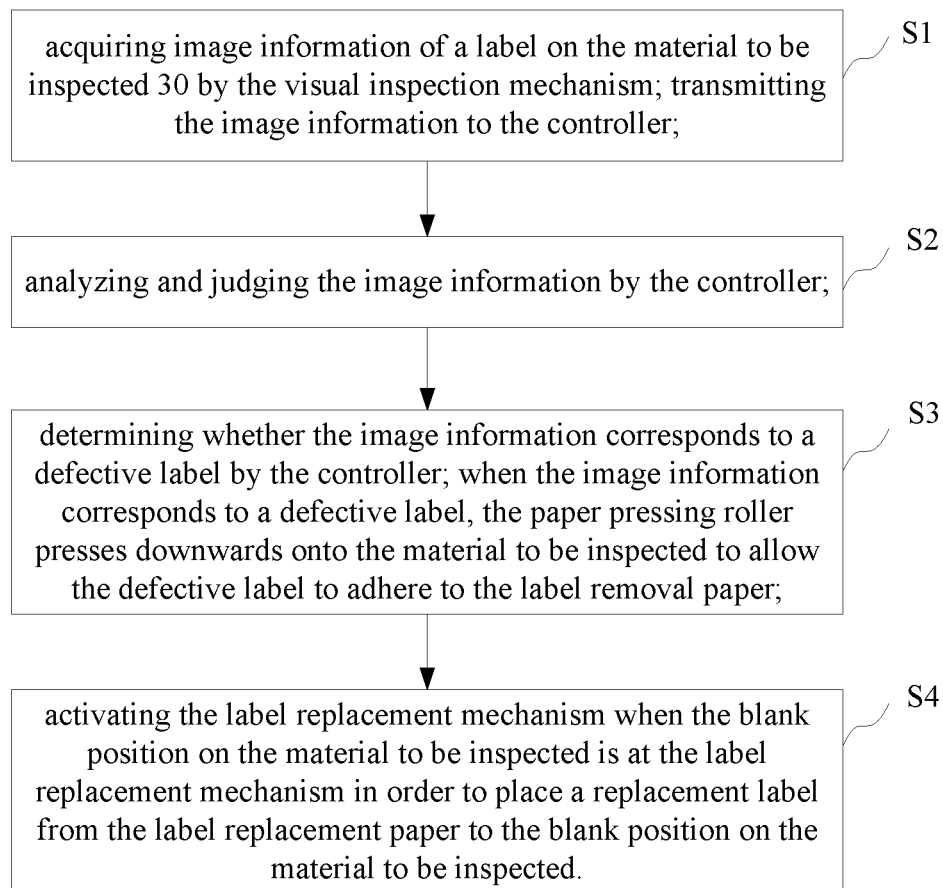 acquiring image information of a label on the material to be
inspected 30 by the visual inspection mechanism; transmitting
the image information to the controller;
S1
analyzing and judging the image information by the controller;
S2
determining whether the image information corresponds to a
defective label by the controller; when the image information
corresponds to a defective label, the paper pressing roller
presses downwards onto the material to be inspected to allow
the defective label to adhere to the label removal paper;
S3
activating the label replacement mechanism when the blank
position on the material to be inspected is at the label
replacement mechanism in order to place a replacement label
from the label replacement paper to the blank position on the
material to be inspected.
S4